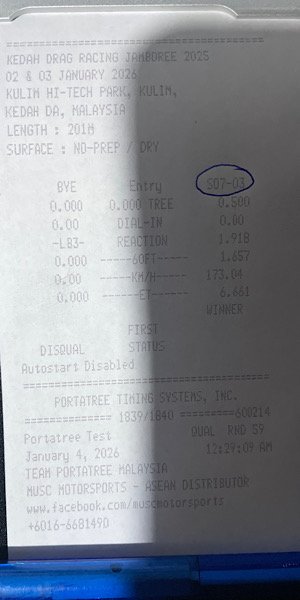 ==============================
KEDAH DRAG RACING JAMBOREE 2025
02 & 03 JANUARY 2026
KULIM HI-TECH PARK, KULIM,
KEDAH DA, MALAYSIA
LENGTH : 201M
SURFACE : NO-PREP / DRY
BYE Entry SD7-03
0.000 0.000 TREE 0.500
0.00 DIAL-IN 0.00
-LB3- REACTION 1.918
0.000 -----60FT----- 1.657
0.00 -----KM/H----- 173.04
0.000 ------ET------ 6.661
WINNER
FIRST
DISQUAL STATUS
Autostart Disabled
==============================
PORTATREE TIMING SYSTEMS, INC.
============= 1839/1840 =========600214
Portatree Test QUAL RND 59
January 4, 2026 12:29:09 AM
TEAM PORTATREE MALAYSIA
MUSC MOTORSPORTS - ASEAN DISTRIBUTOR
www.facebook.com/muscmotorsports
+6016-6681490